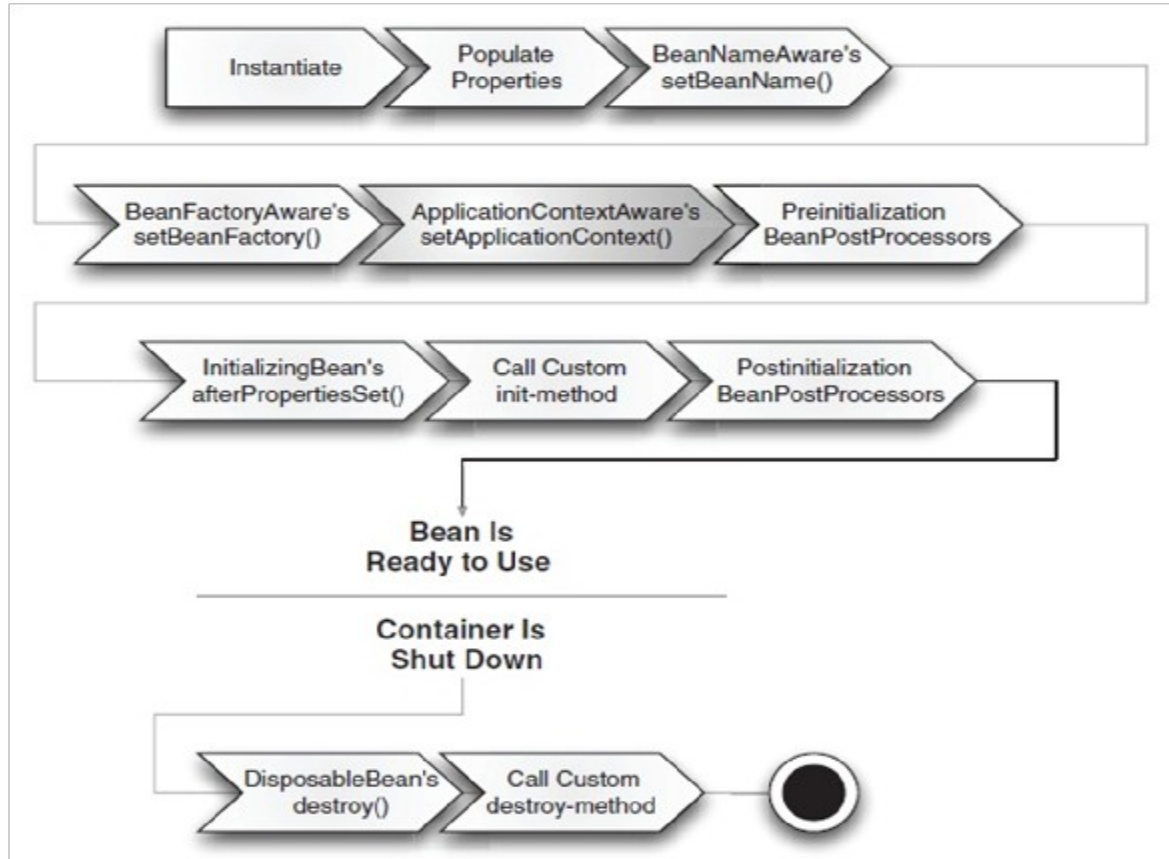 Instantiate
Populate
Properties
BeanNameAware's
setBeanName()
BeanFactoryAware's
setBeanFactory()
ApplicationContextAware's
setApplicationContext()
Preinitialization
BeanPostProcessors
InitializingBean's
afterPropertiesSet()
Call Custom
init-method
Postinitialization
BeanPostProcessors
Bean Is
Ready to Use
Container Is
Shut Down
DisposableBean's
destroy()
Call Custom
destroy-method